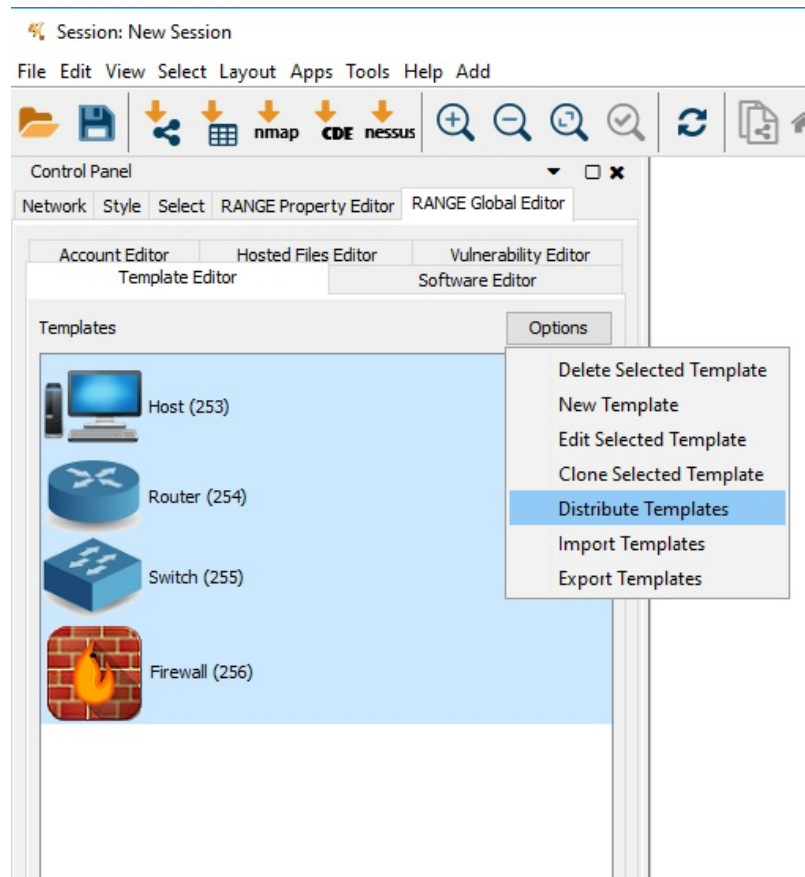 Session: New Session
File Edit View Select Layout Apps Tools Help Add
nmap CDE nessus
Control Panel
Network Style Select RANGE Property Editor RANGE Global Editor
Account Editor Hosted Files Editor Vulnerability Editor
Template Editor Software Editor
Templates Options
Delete Selected Template
New Template
Edit Selected Template
Clone Selected Template
Distribute Templates
Import Templates
Export Templates
Host (253)
Router (254)
Switch (255)
Firewall (256)